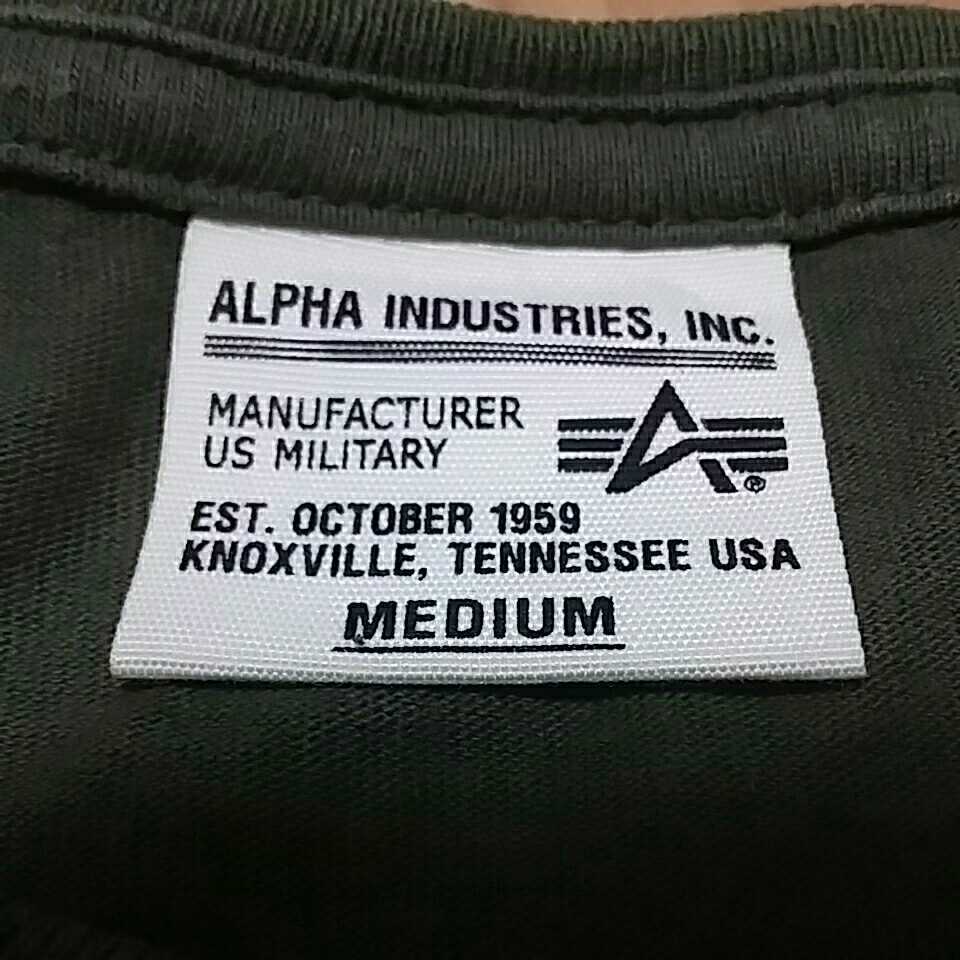 ALPHA INDUSTRIES, INC.
MANUFACTURER
US MILITARY
®
EST. OCTOBER 1959
KNOXVILLE, TENNESSEE USA
MEDIUM